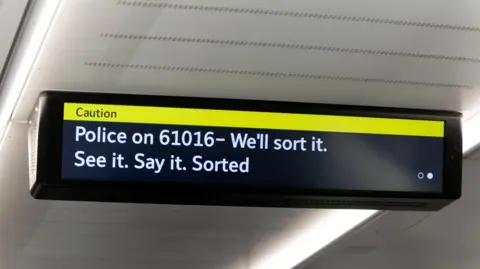 Caution
Police on 61016– We'll sort it.
See it. Say it. Sorted